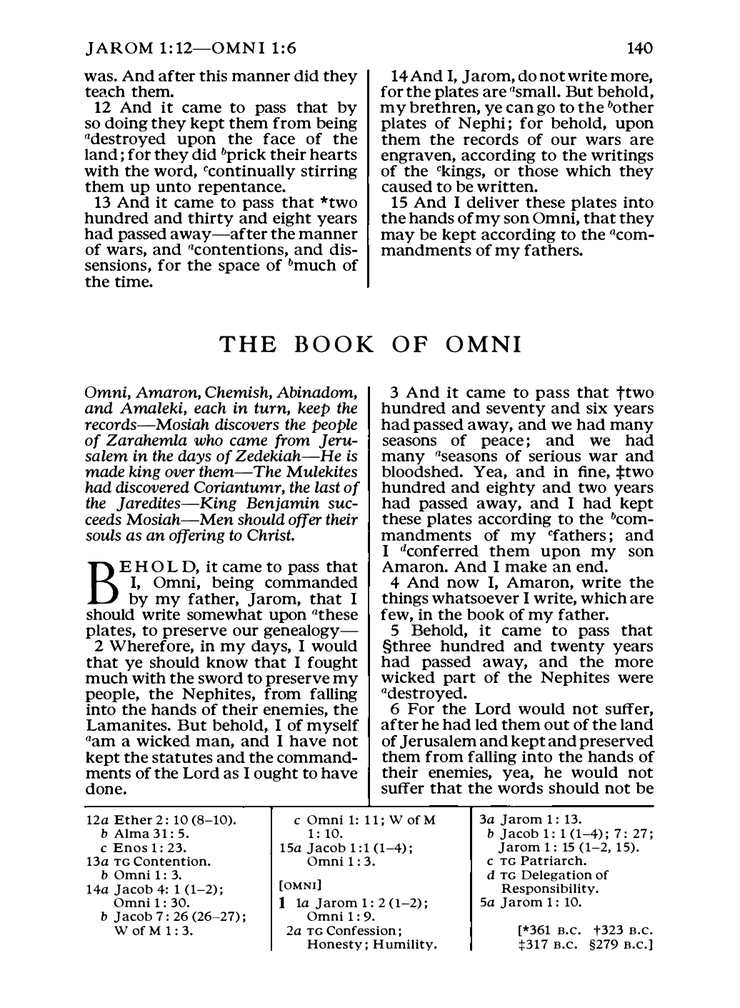 JAROM 1:12—OMNI 1:6 140
was. And after this manner did they
teach them.
12 And it came to pass that by
so doing they kept them from being
adestroyed upon the face of the
land; for they did bprick their hearts
with the word, ccontinually stirring
them up unto repentance.
13 And it came to pass that *two
hundred and thirty and eight years
had passed away—after the manner
of wars, and acontentions, and dis-
sensions, for the space of bmuch of
the time.
14 And I, Jarom, do not write more,
for the plates are asmall. But behold,
my brethren, ye can go to the bother
plates of Nephi; for behold, upon
them the records of our wars are
engraven, according to the writings
of the ckings, or those which they
caused to be written.
15 And I deliver these plates into
the hands of my son Omni, that they
may be kept according to the acom-
mandments of my fathers.
THE BOOK OF OMNI
Omni, Amaron, Chemish, Abinadom,
and Amaleki, each in turn, keep the
records—Mosiah discovers the people
of Zarahemla who came from Jeru-
salem in the days of Zedekiah—He is
made king over them—The Mulekites
had discovered Coriantumr, the last of
the Jaredites—King Benjamin suc-
ceeds Mosiah—Men should offer their
souls as an offering to Christ.
BEHOLD, it came to pass that
I, Omni, being commanded
by my father, Jarom, that I
should write somewhat upon athese
plates, to preserve our genealogy—
2 Wherefore, in my days, I would
that ye should know that I fought
much with the sword to preserve my
people, the Nephites, from falling
into the hands of their enemies, the
Lamanites. But behold, I of myself
aam a wicked man, and I have not
kept the statutes and the command-
ments of the Lord as I ought to have
done.
3 And it came to pass that †two
hundred and seventy and six years
had passed away, and we had many
seasons of peace; and we had
many aseasons of serious war and
bloodshed. Yea, and in fine, ‡two
hundred and eighty and two years
had passed away, and I had kept
these plates according to the bcom-
mandments of my cfathers; and
I dconferred them upon my son
Amaron. And I make an end.
4 And now I, Amaron, write the
things whatsoever I write, which are
few, in the book of my father.
5 Behold, it came to pass that
§three hundred and twenty years
had passed away, and the more
wicked part of the Nephites were
adestroyed.
6 For the Lord would not suffer,
after he had led them out of the land
of Jerusalem and kept and preserved
them from falling into the hands of
their enemies, yea, he would not
suffer that the words should not be
12a Ether 2: 10 (8–10).
b Alma 31: 5.
c Enos 1: 23.
13a TG Contention.
b Omni 1: 3.
14a Jacob 4: 1 (1–2);
Omni 1: 30.
b Jacob 7: 26 (26–27);
W of M 1: 3.
c Omni 1: 11; W of M
1: 10.
15a Jacob 1:1 (1–4);
Omni 1: 3.
[OMNI]
1 1a Jarom 1: 2 (1–2);
Omni 1: 9.
2a TG Confession;
Honesty; Humility.
3a Jarom 1: 13.
b Jacob 1: 1 (1–4); 7: 27;
Jarom 1: 15 (1–2, 15).
c TG Patriarch.
d TG Delegation of
Responsibility.
5a Jarom 1: 10.
[*361 B.C. †323 B.C.
‡317 B.C. §279 B.C.]